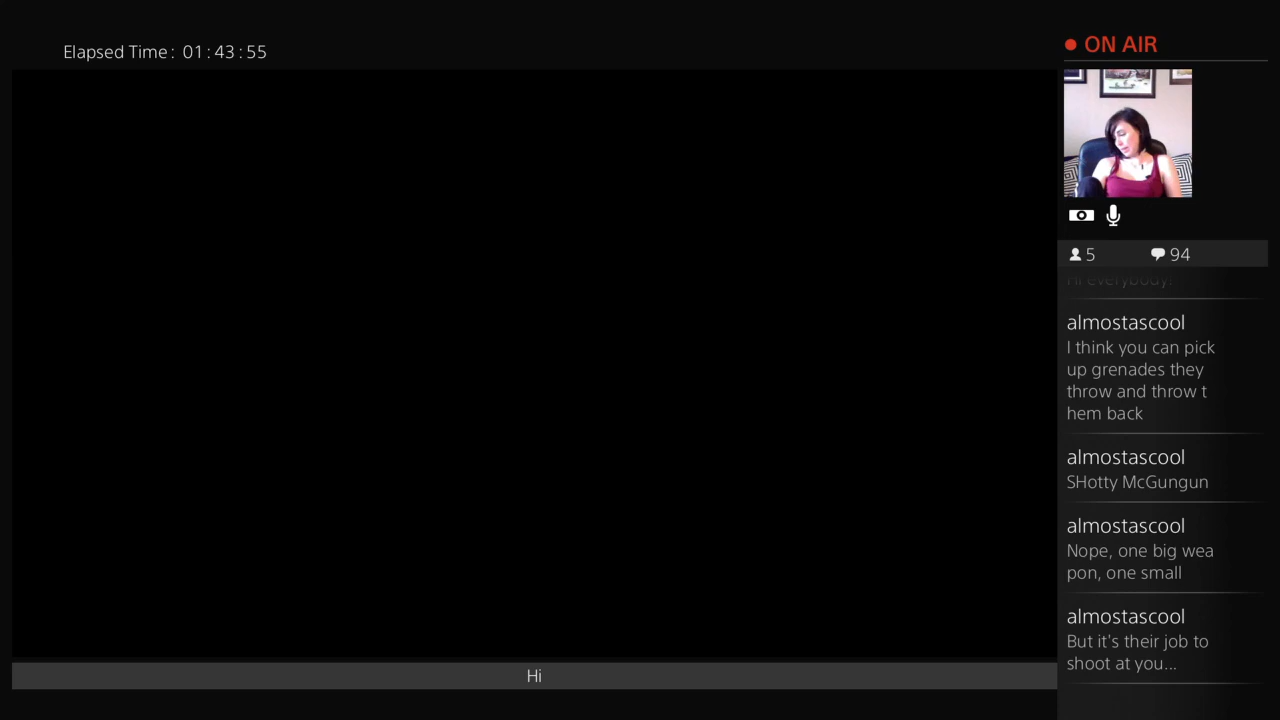 Elapsed Time: 01:43:55
ON AIR
5 94
Hi everybody!
almostascool
I think you can pick
up grenades they
throw and throw t
hem back
almostascool
SHotty McGungun
almostascool
Nope, one big wea
pon, one small
almostascool
But it's their job to
shoot at you...
Hi